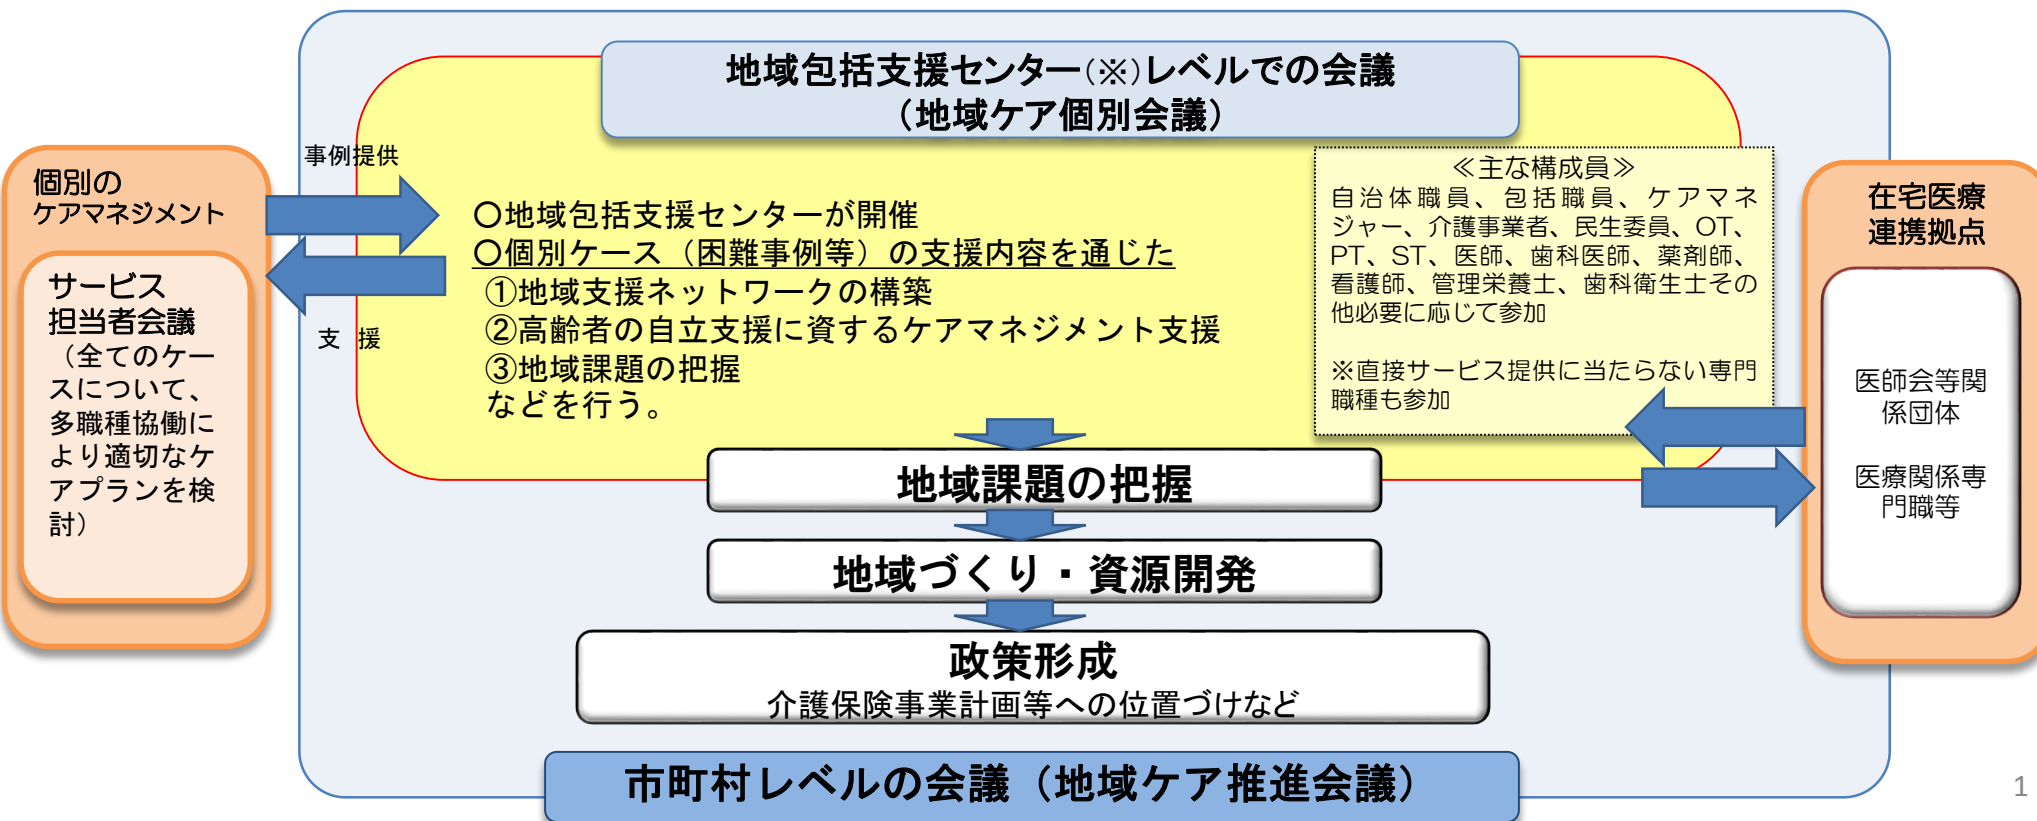 地域包括支援センター(※)レベルでの会議
（地域ケア個別会議）
個別の
ケアマネジメント
サービス
担当者会議
（全てのケー
スについて、
多職種協働に
より適切なケ
アプランを検
討）
事例提供
支 援
〇地域包括支援センターが開催
〇個別ケース（困難事例等）の支援内容を通じた
①地域支援ネットワークの構築
②高齢者の自立支援に資するケアマネジメント支援
③地域課題の把握
などを行う。
≪主な構成員≫
自治体職員、包括職員、ケアマネ
ジャー、介護事業者、民生委員、OT、
PT、ST、医師、歯科医師、薬剤師、
看護師、管理栄養士、歯科衛生士その
他必要に応じて参加
※直接サービス提供に当たらない専門
職種も参加
在宅医療
連携拠点
医師会等関
係団体
医療関係専
門職等
地域課題の把握
地域づくり・資源開発
政策形成
介護保険事業計画等への位置づけなど
市町村レベルの会議（地域ケア推進会議）
1